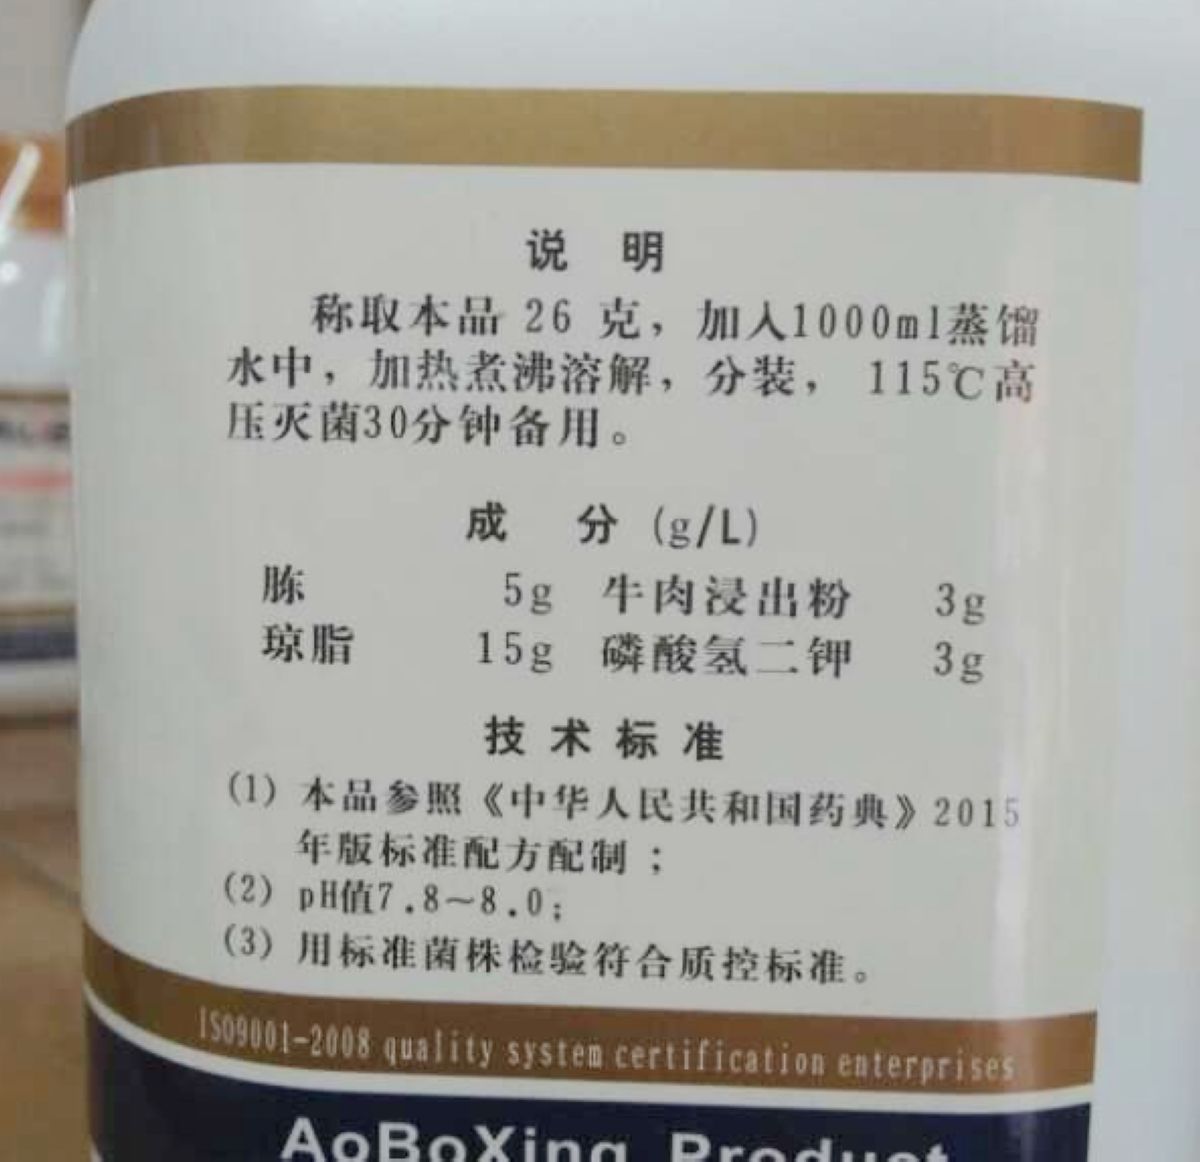 说 明
称取本品 26 克，加入1000ml蒸馏
水中，加热煮沸溶解，分装， 115℃高
压灭菌30分钟备用。
成 分 (g/L)
胨 5g 牛肉浸出粉 3g
琼脂 15g 磷酸氢二钾 3g
技术标准
(1) 本品参照《中华人民共和国药典》2015
年版标准配方配制；
(2) pH值7.8~8.0；
(3) 用标准菌株检验符合质控标准。
ISO9001-2008 quality system certification enterprises
AoBoXing Product